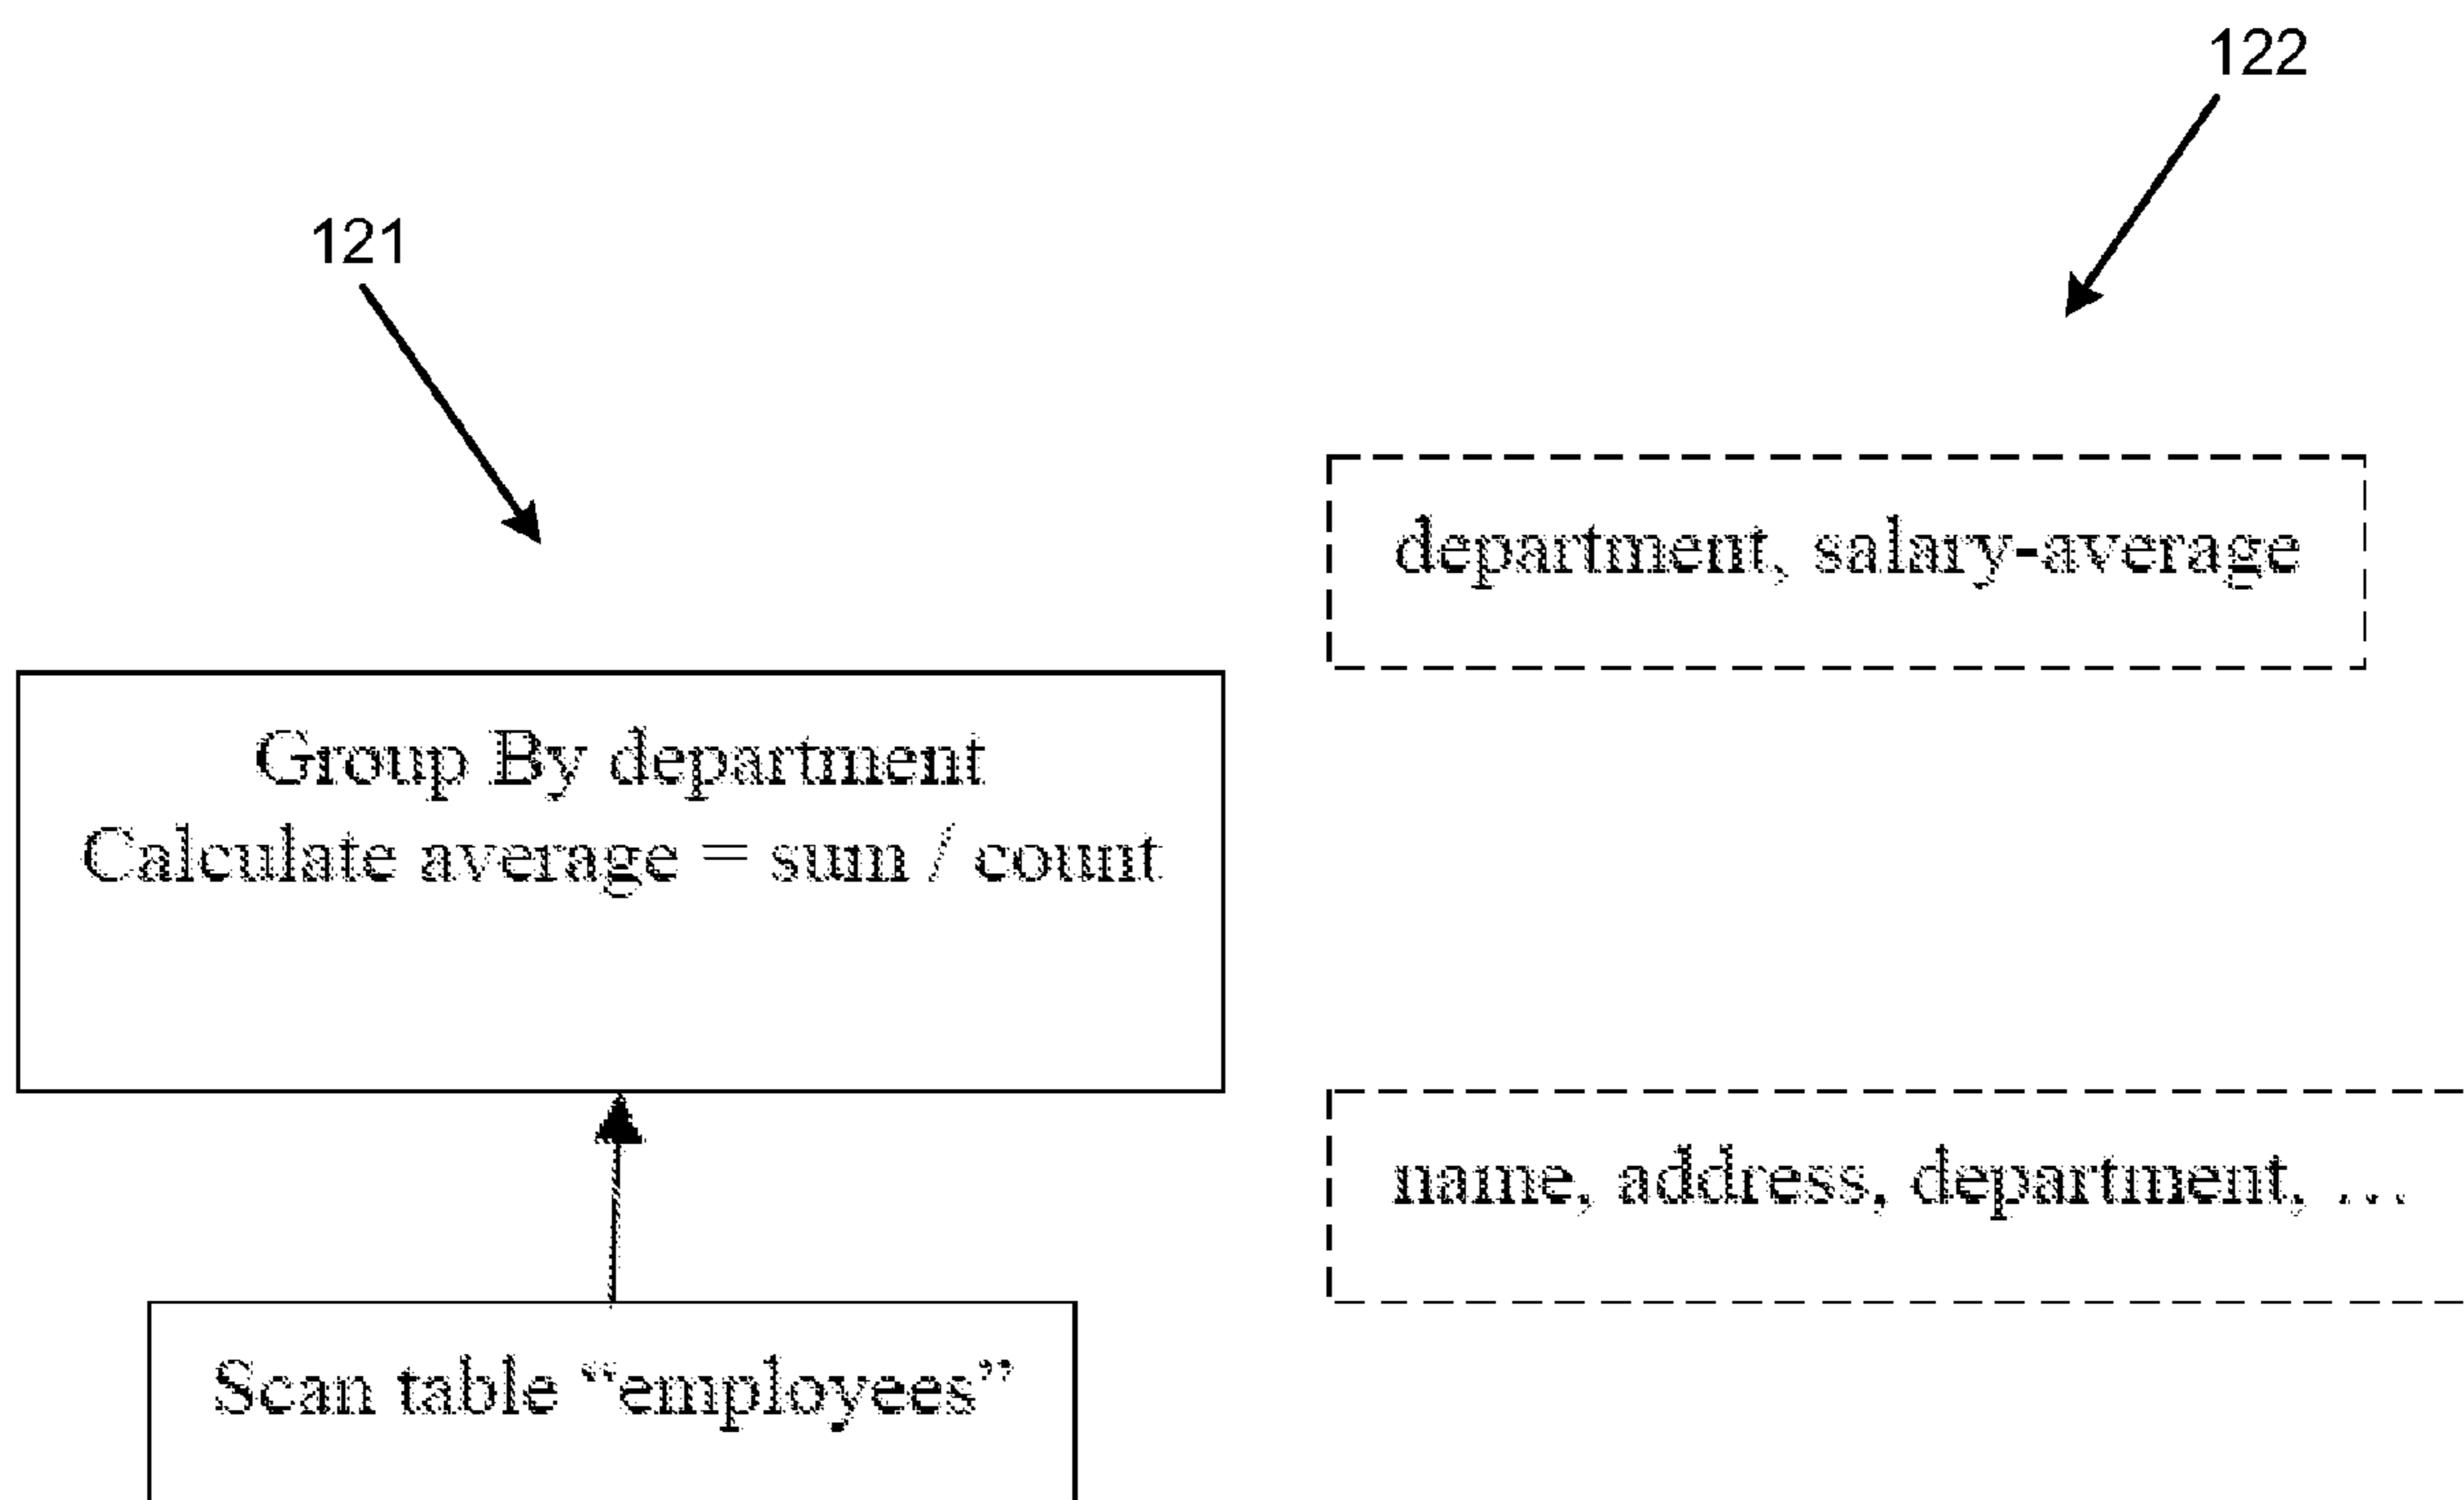 122
121
department, salary-average
Group By department
Calculate average = sum / count
name, address, department, ...
Scan table “employees”